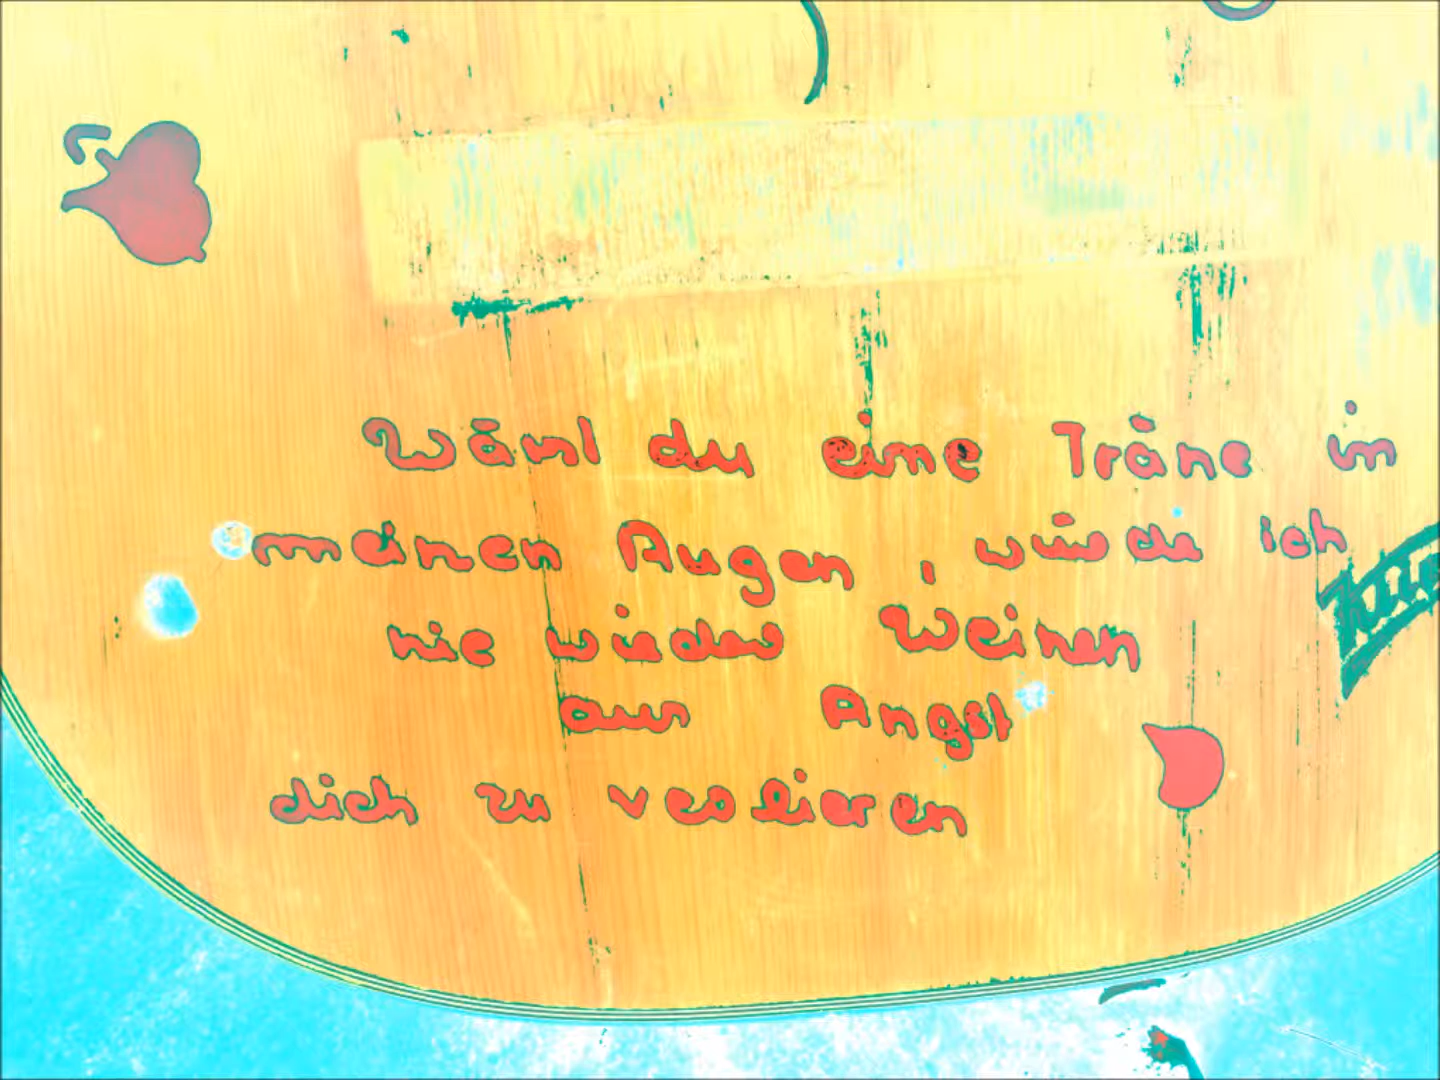 Wärst du eine Träne in
meinen Augen, würde ich
nie wieder Weinen
aus Angst
dich zu verlieren